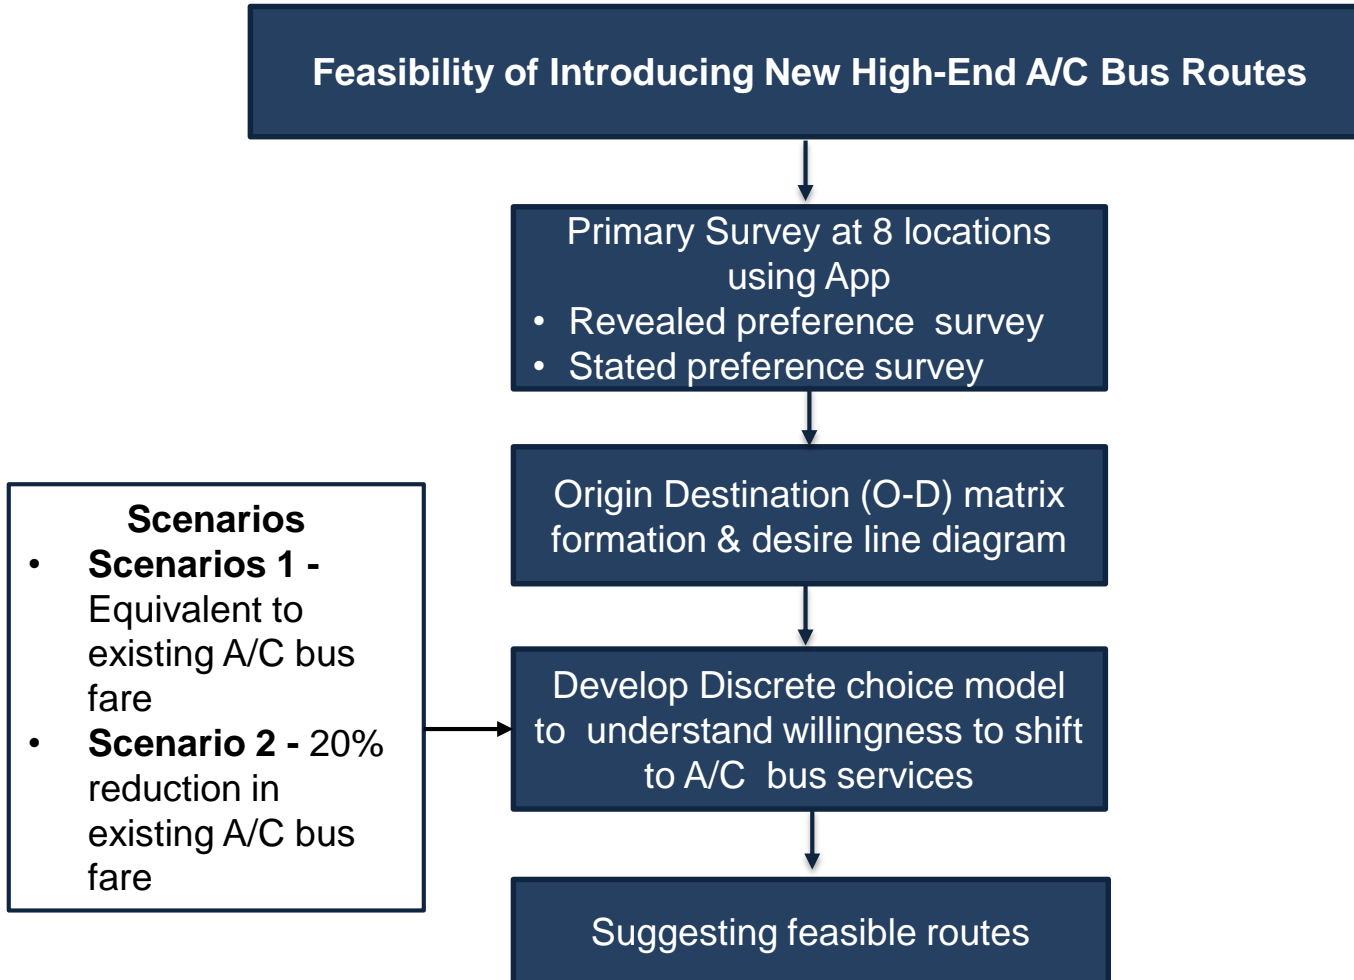 Feasibility of Introducing New High-End A/C Bus Routes
Primary Survey at 8 locations
using App
• Revealed preference survey
• Stated preference survey
Origin Destination (O-D) matrix
formation & desire line diagram
Scenarios
• Scenarios 1 -
Equivalent to
existing A/C bus
fare
• Scenario 2 - 20%
reduction in
existing A/C bus
fare
Develop Discrete choice model
to understand willingness to shift
to A/C bus services
Suggesting feasible routes